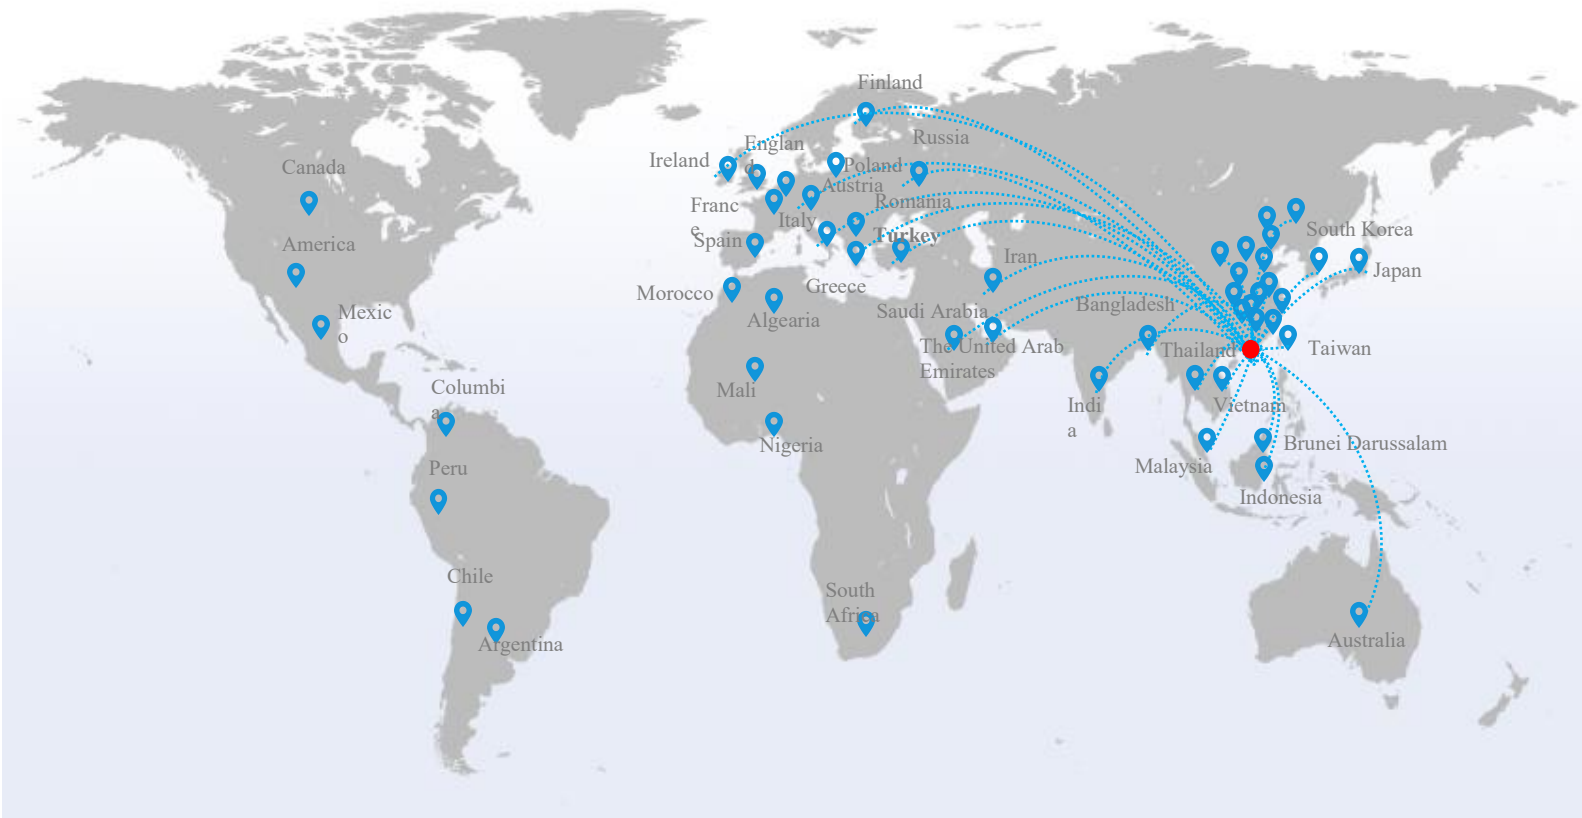 Finland
Russia
Englan
d
Ireland
Poland
Canada
Austria
Romania
Franc
e
Italy
South Korea
Turkey
Spain
America
Iran
Japan
Greece
Morocco
Saudi Arabia
Bangladesh
Mexic
o
Algearia
The United Arab
Emirates
Thailand
Taiwan
Columbi
a
Mali
Indi
a
Vietnam
Nigeria
Brunei Darussalam
Peru
Malaysia
Indonesia
Chile
South
Africa
Argentina
Australia